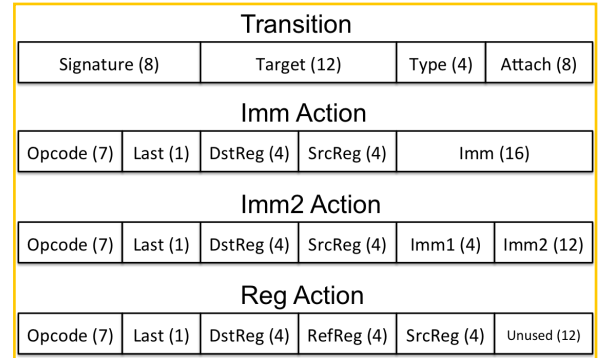 Transition
Signature (8) Target (12) Type (4) Attach (8)
Imm Action
Opcode (7) Last (1) DstReg (4) SrcReg (4) Imm (16)
Imm2 Action
Opcode (7) Last (1) DstReg (4) SrcReg (4) Imm1 (4) Imm2 (12)
Reg Action
Opcode (7) Last (1) DstReg (4) RefReg (4) SrcReg (4) Unused (12)